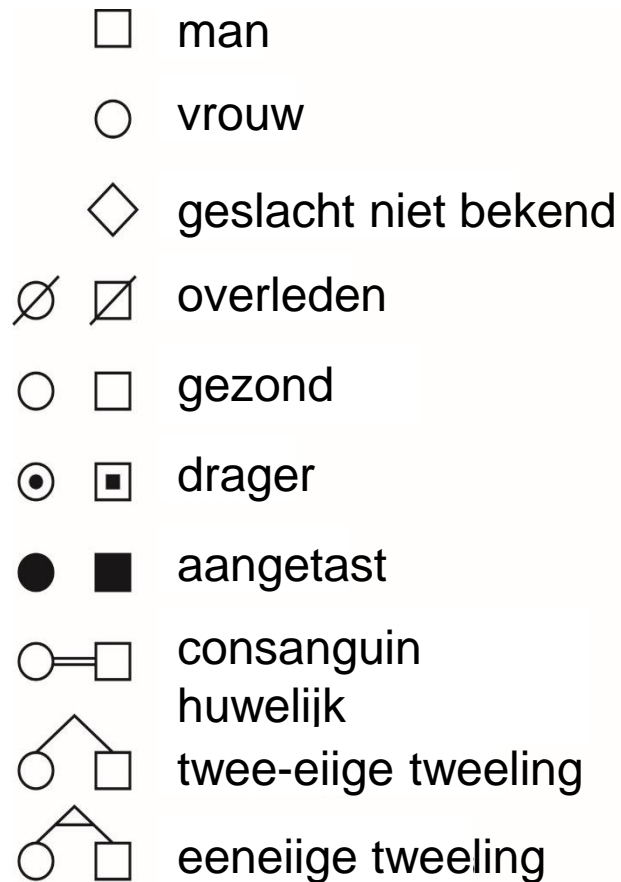 man
vrouw
geslacht niet bekend
overleden
gezond
drager
aangetast
consanguin
huwelijk
twee-eiige tweeling
eeneiige tweeling